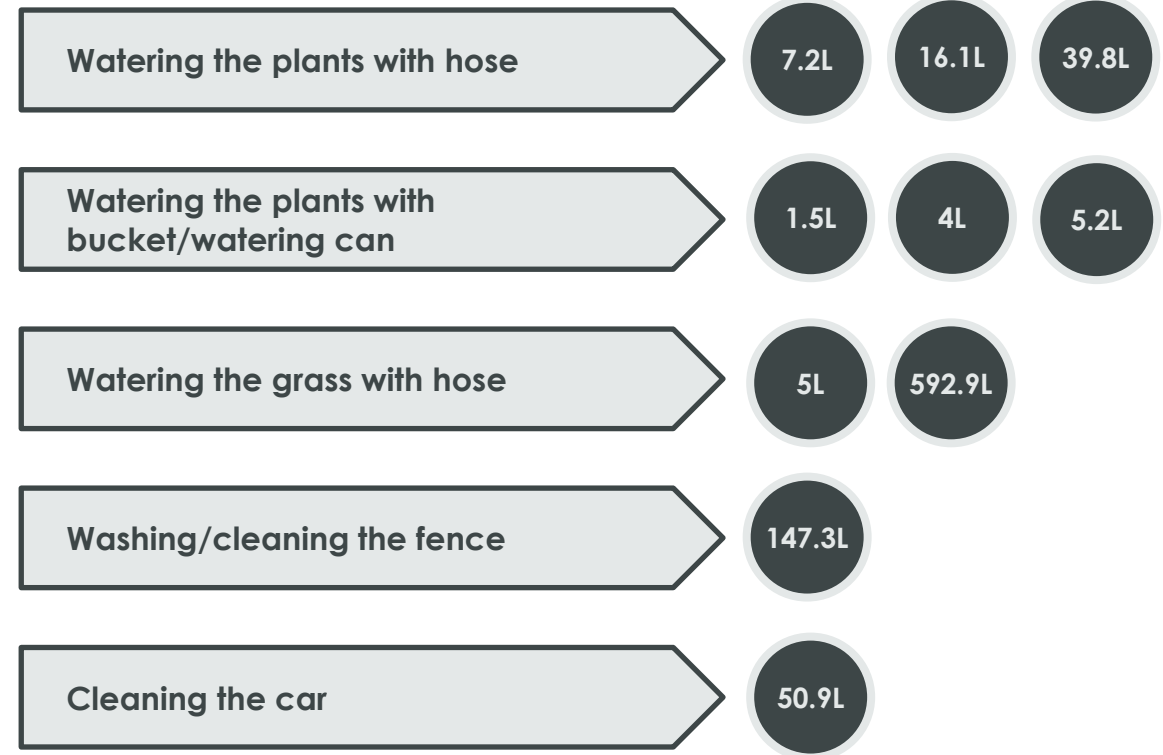 Watering the plants with hose
7.2L 16.1L 39.8L
Watering the plants with
bucket/watering can
1.5L 4L 5.2L
Watering the grass with hose
5L 592.9L
Washing/cleaning the fence
147.3L
Cleaning the car
50.9L